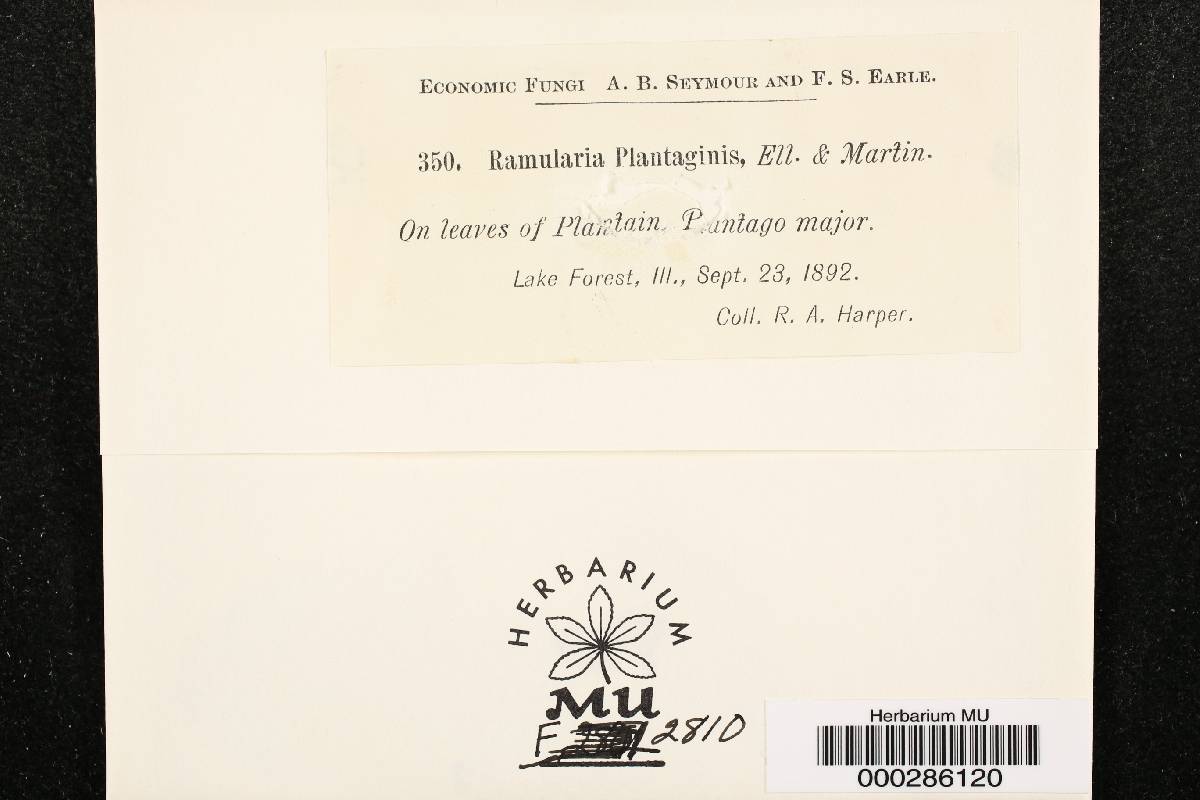 Economic Fungi A. B. Seymour and F. S. Earle.
350. Ramularia Plantaginis, Ell. & Martin.
On leaves of Plantain, Plantago major.
Lake Forest, Ill., Sept. 23, 1892.
Coll. R. A. Harper.
HERBARIUM
MU
F 2810
Herbarium MU
000286120